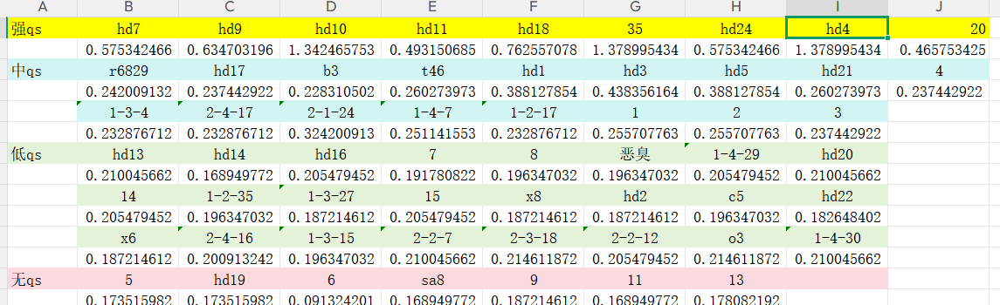 A B C D E F G H I J
强qs hd7 hd9 hd10 hd11 hd18 35 hd24 hd4 20
0.575342466 0.634703196 1.342465753 0.493150685 0.762557078 1.378995434 0.575342466 1.378995434 0.465753425
中qs r6829 hd17 b3 t46 hd1 hd3 hd5 hd21 4
0.242009132 0.237442922 0.228310502 0.260273973 0.388127854 0.438356164 0.388127854 0.260273973 0.237442922
1-3-4 2-4-17 2-1-24 1-4-7 1-2-17 1 2 3
0.232876712 0.232876712 0.324200913 0.251141553 0.232876712 0.255707763 0.255707763 0.237442922
低qs hd13 hd14 hd16 7 8 恶臭 1-4-29 hd20
0.210045662 0.168949772 0.205479452 0.191780822 0.196347032 0.196347032 0.205479452 0.210045662
14 1-2-35 1-3-27 15 x8 hd2 c5 hd22
0.205479452 0.196347032 0.187214612 0.205479452 0.187214612 0.187214612 0.196347032 0.182648402
x6 2-4-16 1-3-15 2-2-7 2-3-18 2-2-12 o3 1-4-30
0.187214612 0.200913242 0.196347032 0.210045662 0.214611872 0.205479452 0.214611872 0.210045662
无qs 5 hd19 6 sa8 9 11 13
0.173515982 0.173515982 0.091324201 0.168949772 0.187214612 0.168949772 0.178082192